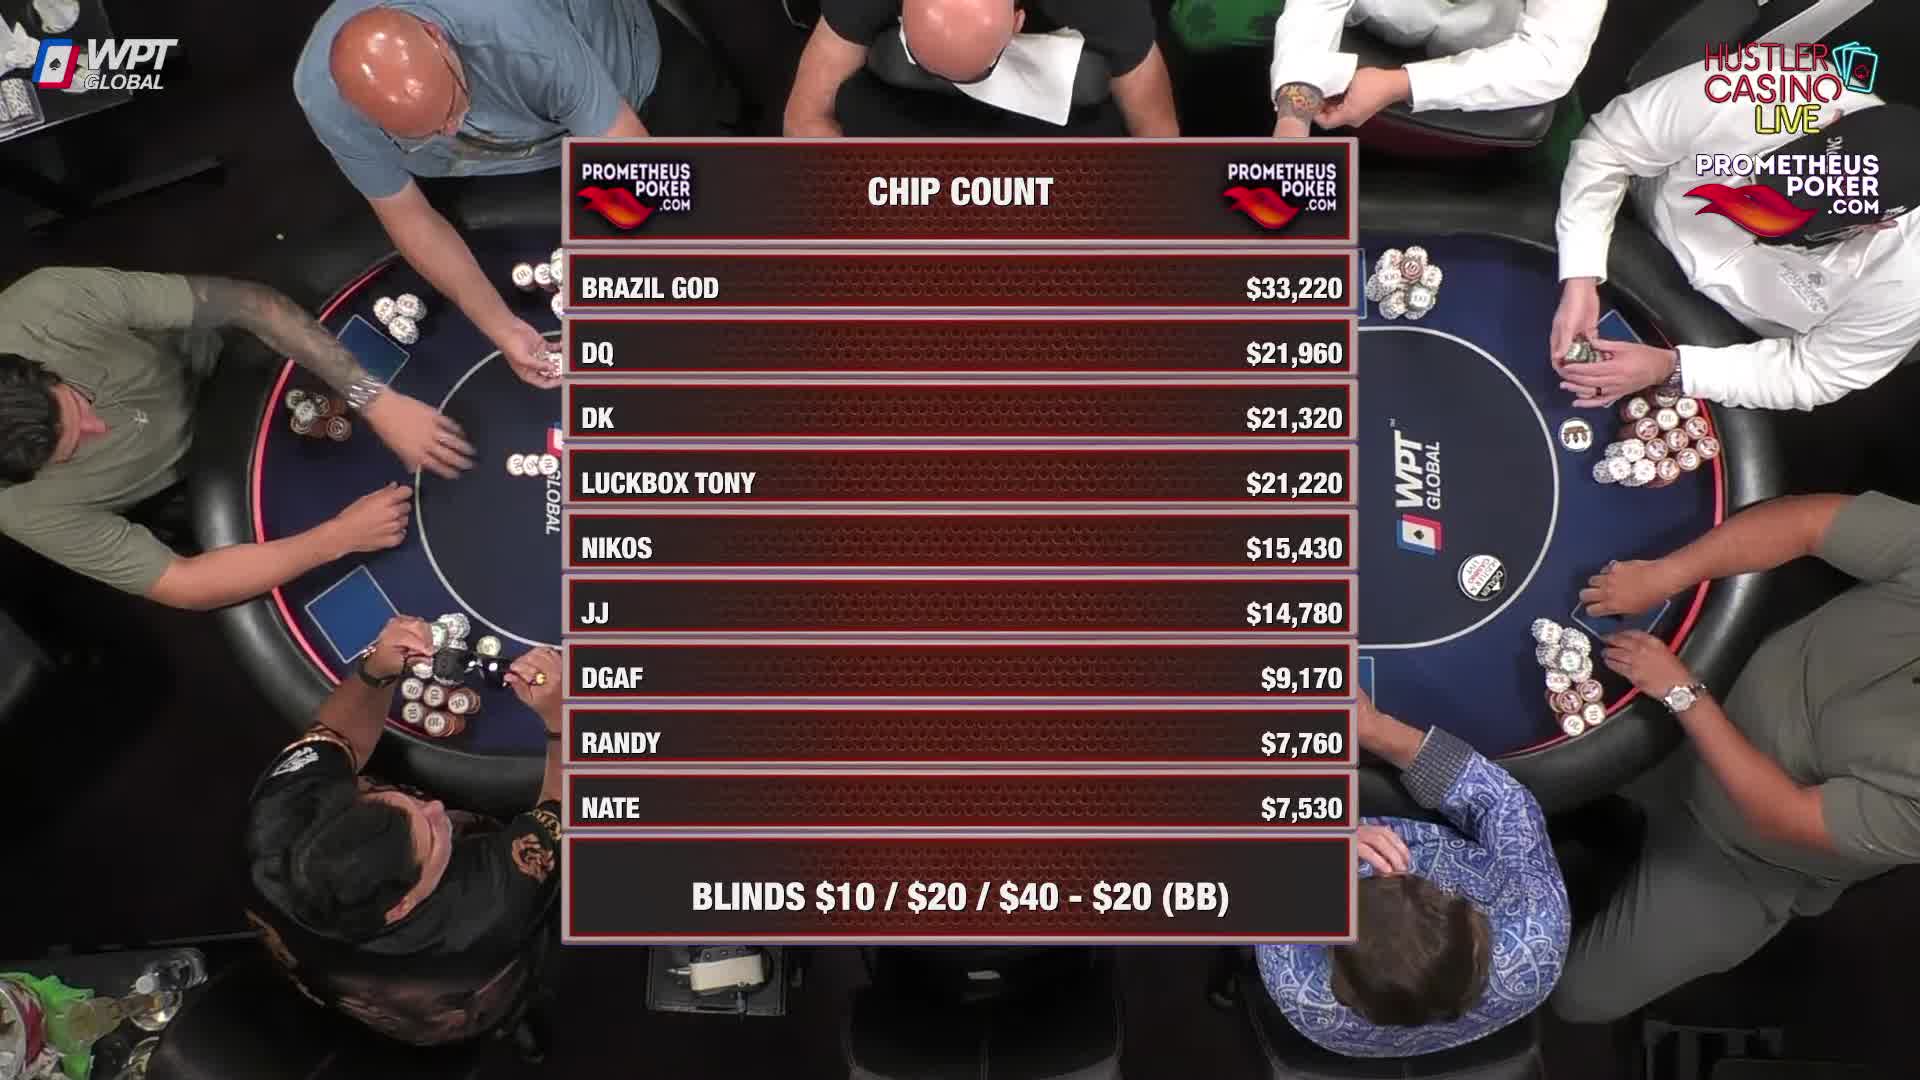 WPT
GLOBAL
HUSTLER
CASINO
LIVE
PROMETHEUS
POKER
.COM
PROMETHEUS
POKER
.COM
CHIP COUNT
PROMETHEUS
POKER
.COM
BRAZIL GOD $33,220
DQ $21,960
DK $21,320
LUCKBOX TONY $21,220
NIKOS $15,430
JJ $14,780
DGAF $9,170
RANDY $7,760
NATE $7,530
BLINDS $10 / $20 / $40 - $20 (BB)
WPT
GLOBAL
GLOBAL